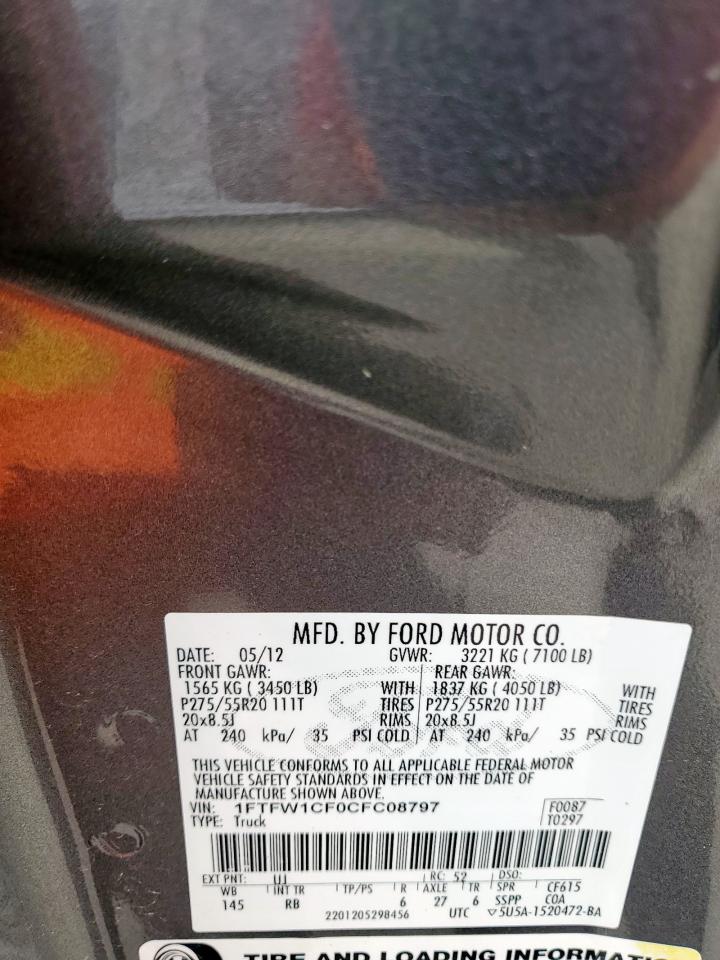 MFD. BY FORD MOTOR CO.
DATE: 05/12 GVWR: 3221 KG ( 7100 LB)
FRONT GAWR: REAR GAWR:
1565 KG ( 3450 LB) WITH 1837 KG ( 4050 LB) WITH
P275/55R20 111T TIRES P275/55R20 111T TIRES
20x8.5J RIMS 20x8.5J RIMS
AT 240 kPa/ 35 PSI COLD AT 240 kPa/ 35 PSI COLD
Ford
THIS VEHICLE CONFORMS TO ALL APPLICABLE FEDERAL MOTOR
VEHICLE SAFETY STANDARDS IN EFFECT ON THE DATE OF
MANUFACTURE SHOWN ABOVE.
VIN: 1FTFW1CF0CFC08797 F0087
TYPE: Truck T0297
EXT PNT: UJ RC: 52 DSO:
WB INT TR TP/PS R AXLE TR SPR CF615
145 RB 6 27 6 SSPP COA
2201205298456 UTC 5U5A-1520472-BA
TIRE AND LOADING INFORMATION